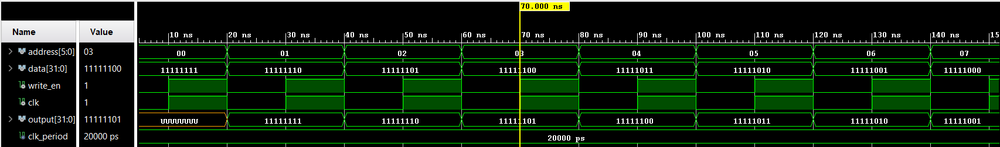 70.000 ns
Name Value
10 ns 20 ns 30 ns 40 ns 50 ns 60 ns 70 ns 80 ns 90 ns 100 ns 110 ns 120 ns 130 ns 140 ns 15
address[5:0] 03 00 01 02 03 04 05 06 07
data[31:0] 11111100 11111111 11111110 11111101 11111100 11111011 11111010 11111001 11111000
write_en 1
clk 1
output[31:0] 11111101 UUUUUUUU 11111111 11111110 11111101 11111100 11111011 11111010 11111001
clk_period 20000 ps 20000 ps